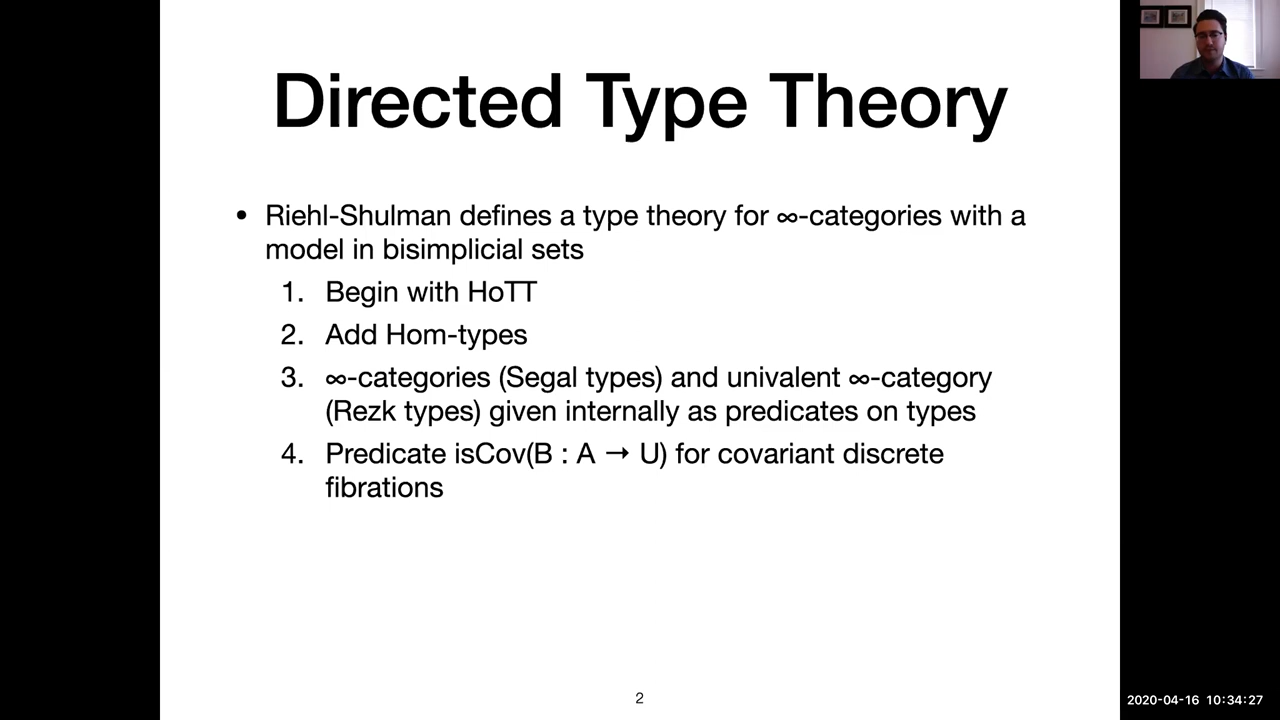 Directed Type Theory
• Riehl-Shulman defines a type theory for ∞-categories with a
model in bisimplicial sets
1. Begin with HoTT
2. Add Hom-types
3. ∞-categories (Segal types) and univalent ∞-category
(Rezk types) given internally as predicates on types
4. Predicate isCov(B : A → U) for covariant discrete
fibrations
2
2020-04-16 10:34:27